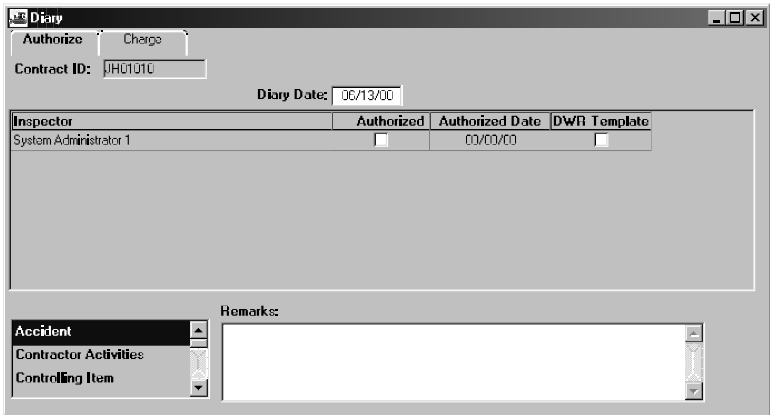 Diary
Authorize Charge
Contract ID: JH01010
Diary Date: 06/13/00
Inspector Authorized Authorized Date DWR Template
System Administrator 1 00/00/00
Remarks:
Accident
Contractor Activities
Controlling Item